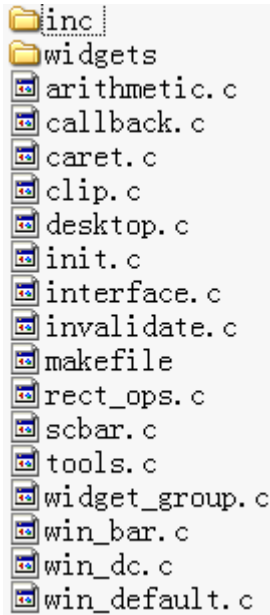 inc
widgets
arithmetic.c
callback.c
caret.c
clip.c
desktop.c
init.c
interface.c
invalidate.c
makefile
rect_ops.c
scbar.c
tools.c
widget_group.c
win_bar.c
win_dc.c
win_default.c